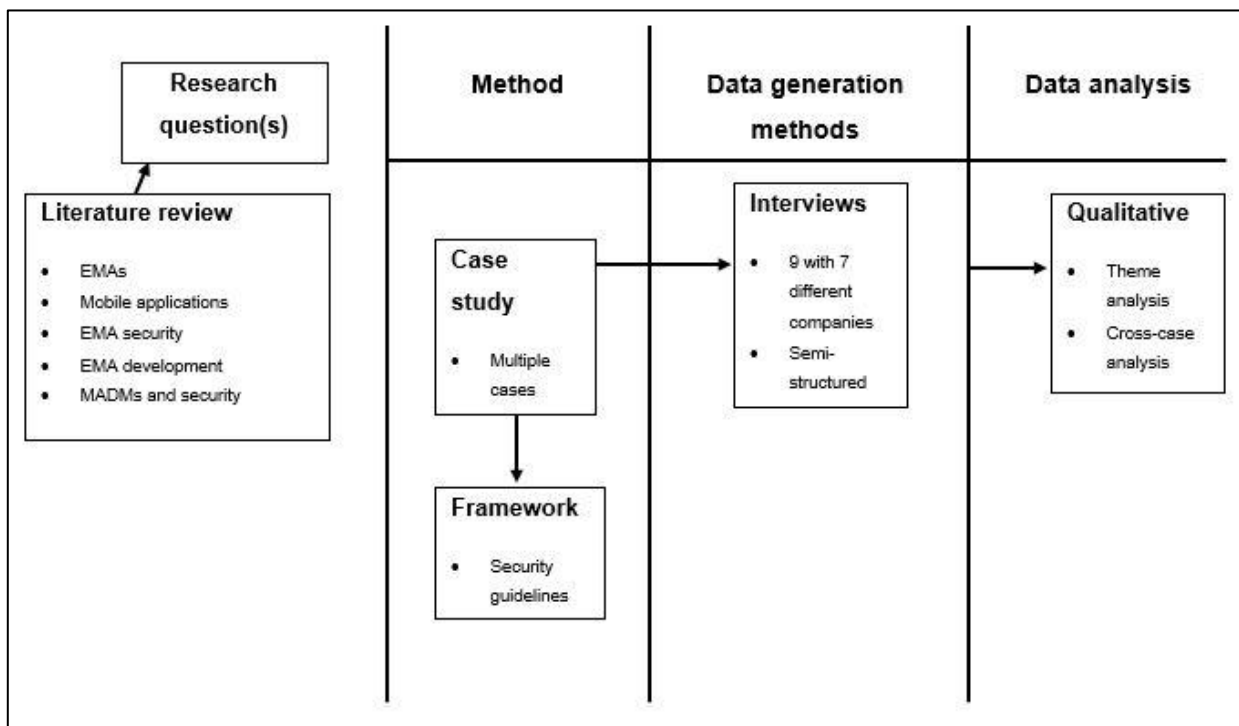 Research
question(s)
Literature review
• EMAs
• Mobile applications
• EMA security
• EMA development
• MADMs and security
Method
Case
study
• Multiple
cases
Framework
• Security
guidelines
Data generation
methods
Interviews
• 9 with 7
different
companies
• Semi-
structured
Data analysis
Qualitative
• Theme
analysis
• Cross-case
analysis